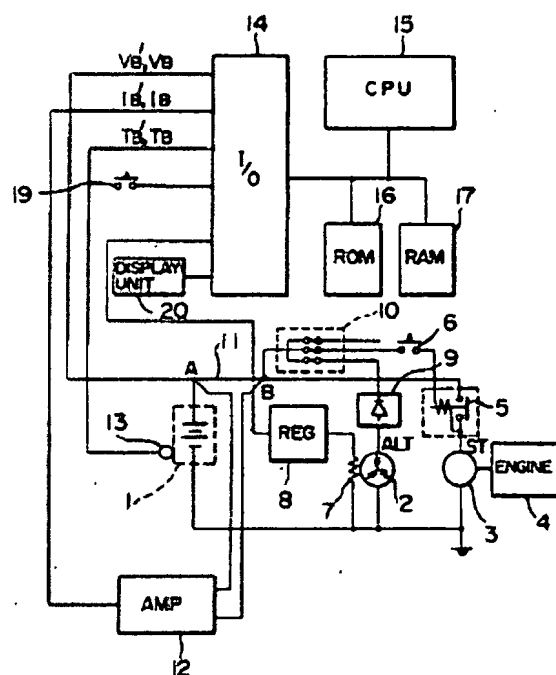 14
15
VB', VB
IB', IB
TB', TB
I/O
CPU
19
16
17
ROM
RAM
DISPLAY
UNIT
20
10
6
11
9
A
B
5
13
REG
ALT
ST
ENGINE
1
8
7
2
3
4
AMP
12